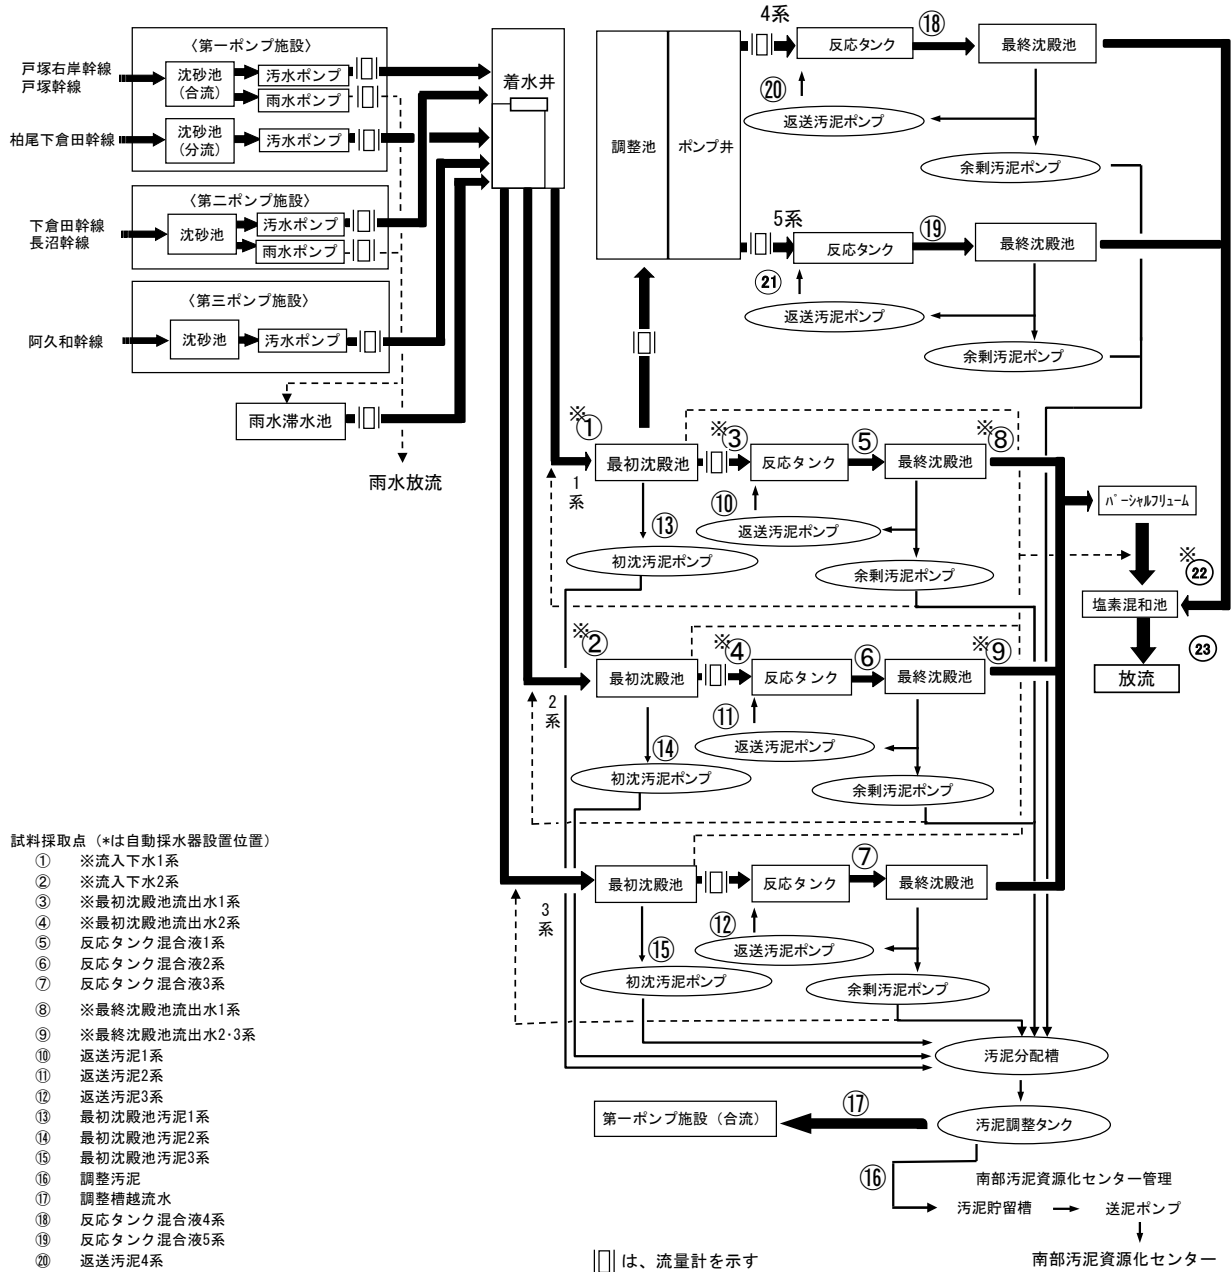 〈第一ポンプ施設〉
戸塚右岸幹線
戸塚幹線
沈砂池
(合流)
汚水ポンプ
雨水ポンプ
柏尾下倉田幹線
沈砂池
(分流)
汚水ポンプ
〈第二ポンプ施設〉
下倉田幹線
長沼幹線
沈砂池
汚水ポンプ
雨水ポンプ
〈第三ポンプ施設〉
阿久和幹線
沈砂池
汚水ポンプ
雨水滞水池
雨水放流
着水井
調整池
ポンプ井
4系
反応タンク
⑱
最終沈殿池
⑳
返送汚泥ポンプ
余剰汚泥ポンプ
5系
反応タンク
⑲
最終沈殿池
㉑
返送汚泥ポンプ
余剰汚泥ポンプ
※①
最初沈殿池
1系
※③
反応タンク
⑤
最終沈殿池
※⑧
⑩
返送汚泥ポンプ
⑬
初沈汚泥ポンプ
余剰汚泥ポンプ
パーシャルフリューム
※㉒
塩素混和池
㉓
放流
※②
最初沈殿池
2系
※④
反応タンク
⑥
最終沈殿池
※⑨
⑪
返送汚泥ポンプ
⑭
初沈汚泥ポンプ
余剰汚泥ポンプ
最初沈殿池
3系
反応タンク
⑦
最終沈殿池
⑫
返送汚泥ポンプ
⑮
初沈汚泥ポンプ
余剰汚泥ポンプ
汚泥分配槽
第一ポンプ施設（合流）
⑰
汚泥調整タンク
⑯
南部汚泥資源化センター管理
汚泥貯留槽
送泥ポンプ
南部汚泥資源化センター
は、流量計を示す
試料採取点（*は自動採水器設置位置）
① ※流入下水1系
② ※流入下水2系
③ ※最初沈殿池流出水1系
④ ※最初沈殿池流出水2系
⑤ 反応タンク混合液1系
⑥ 反応タンク混合液2系
⑦ 反応タンク混合液3系
⑧ ※最終沈殿池流出水1系
⑨ ※最終沈殿池流出水2・3系
⑩ 返送汚泥1系
⑪ 返送汚泥2系
⑫ 返送汚泥3系
⑬ 最初沈殿池汚泥1系
⑭ 最初沈殿池汚泥2系
⑮ 最初沈殿池汚泥3系
⑯ 調整汚泥
⑰ 調整槽越流水
⑱ 反応タンク混合液4系
⑲ 反応タンク混合液5系
⑳ 返送汚泥4系